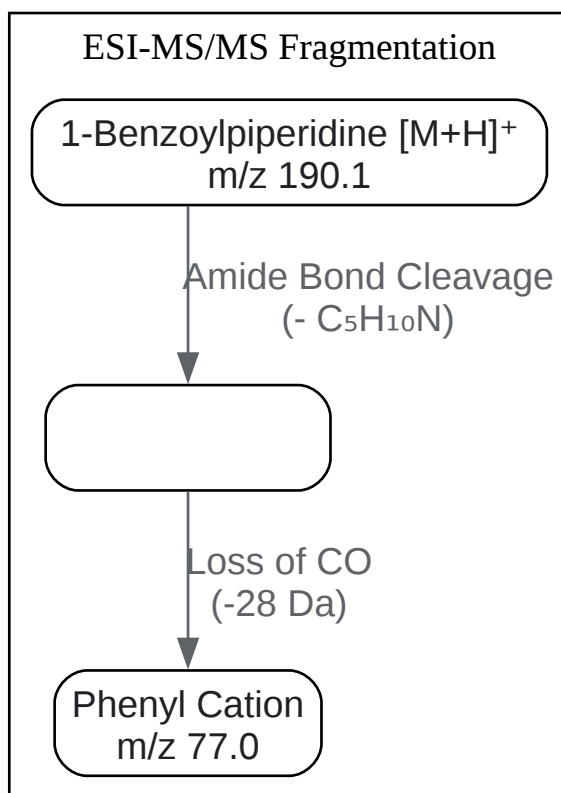 ESI-MS/MS Fragmentation
1-Benzoylpiperidine [M+H]⁺
m/z 190.1
Amide Bond Cleavage
(- C₅H₁₀N)
Loss of CO
(-28 Da)
Phenyl Cation
m/z 77.0